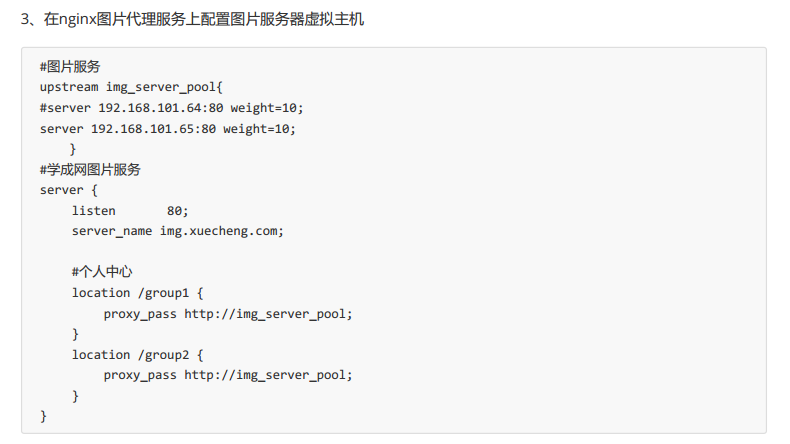 3、在nginx图片代理服务上配置图片服务器虚拟主机
#图片服务
upstream img_server_pool{
#server 192.168.101.64:80 weight=10;
server 192.168.101.65:80 weight=10;
    }
#学成网图片服务
server {
    listen       80;
    server_name img.xuecheng.com;

    #个人中心
    location /group1 {
        proxy_pass http://img_server_pool;
    }
    location /group2 {
        proxy_pass http://img_server_pool;
    }
}